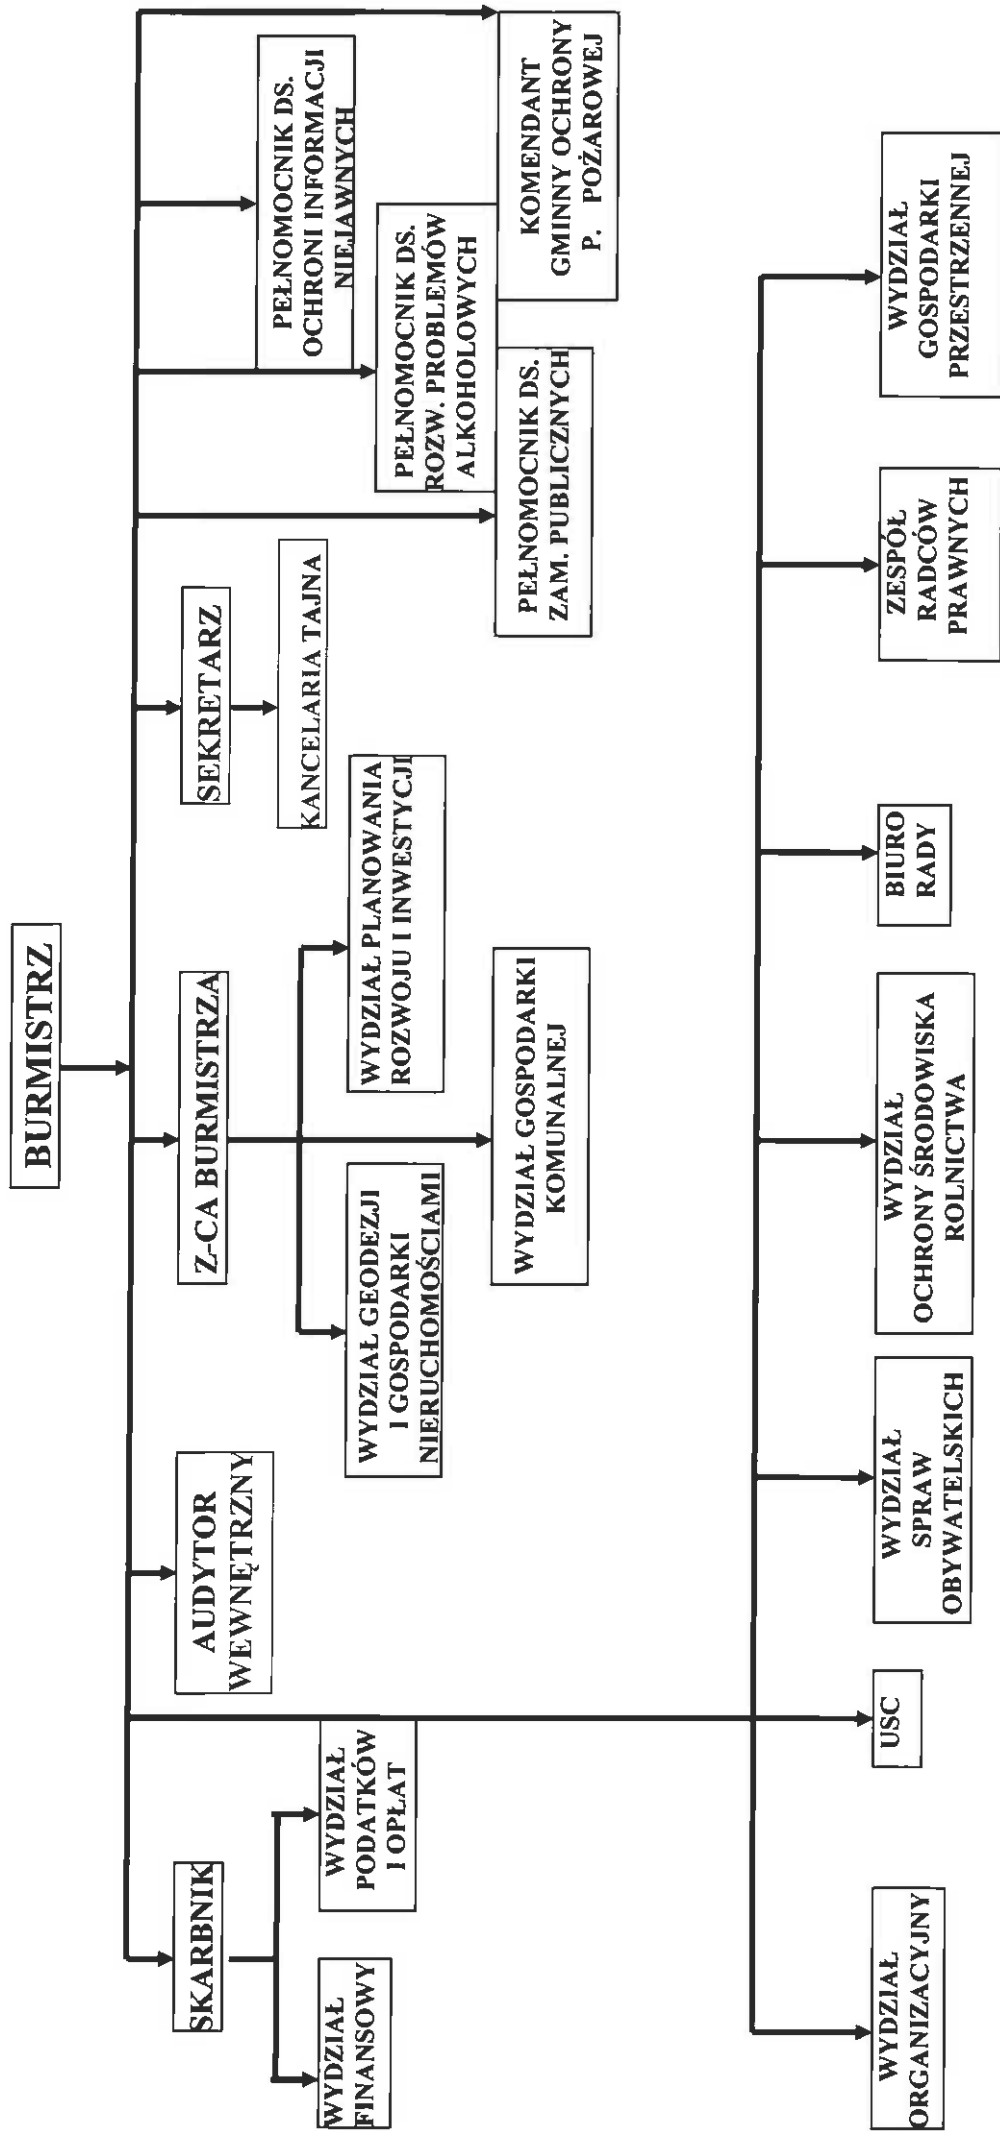 BURMISTRZ
SKARBNIK
AUDYTOR
WEWNĘTRZNY
Z-CA BURMISTRZA
SEKRETARZ
PEŁNOMOCNIK DS.
OCHRONI INFORMACJI
NIEJAWNYCH
KANCELARIA TAJNA
WYDZIAŁ
FINANSOWY
WYDZIAŁ
PODATKÓW
I OPŁAT
WYDZIAŁ GEODEZJI
I GOSPODARKI
NIERUCHOMOŚCIAMI
WYDZIAŁ PLANOWANIA
ROZWOJU I INWESTYCJI
PEŁNOMOCNIK DS.
ROZW. PROBLEMÓW
ALKOHOLOWYCH
WYDZIAŁ GOSPODARKI
KOMUNALNEJ
PEŁNOMOCNIK DS.
ZAM. PUBLICZNYCH
KOMENDANT
GMINNY OCHRONY
P. POŻAROWEJ
WYDZIAŁ
ORGANIZACYJNY
USC
WYDZIAŁ
SPRAW
OBYWATELSKICH
WYDZIAŁ
OCHRONY ŚRODOWISKA
ROLNICTWA
BIURO
RADY
ZESPÓŁ
RADCÓW
PRAWNYCH
WYDZIAŁ
GOSPODARKI
PRZESTRZENNEJ